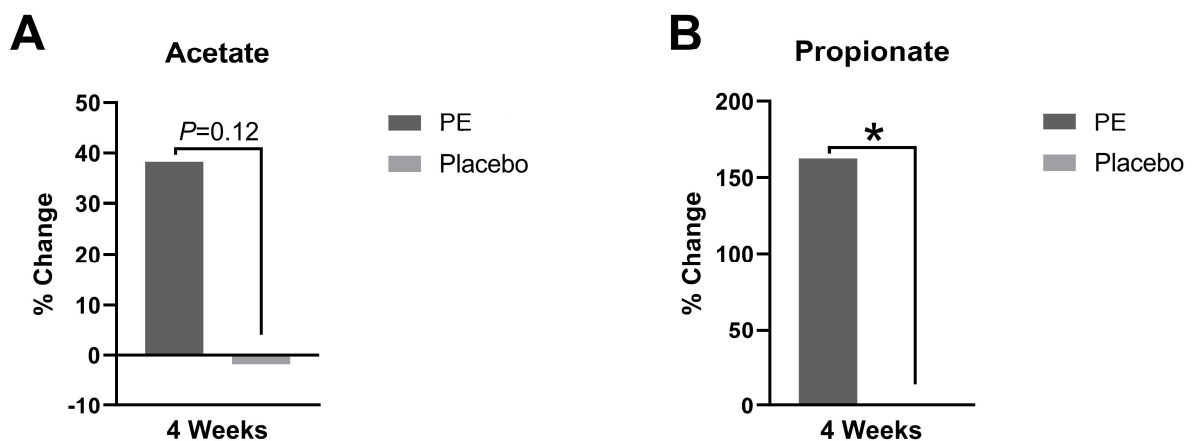 A
Acetate
% Change
50
40
30
20
10
0
-10
P=0.12
4 Weeks
PE
Placebo
B
Propionate
% Change
200
150
100
50
0
*
4 Weeks
PE
Placebo